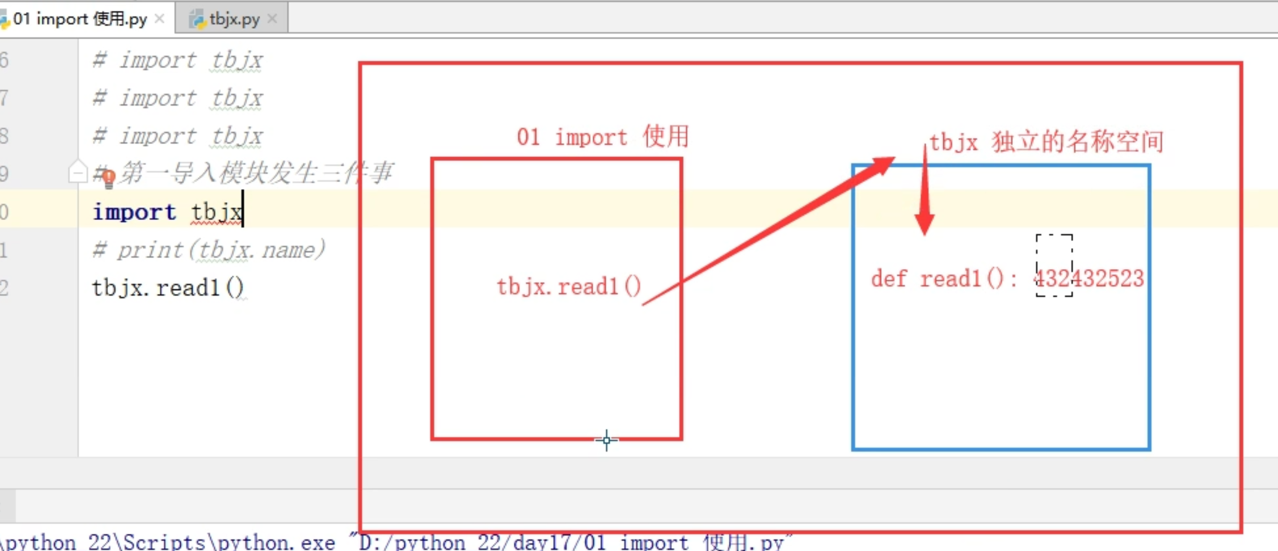 01 import 使用.py
tbjx.py
6 # import tbjx
7 # import tbjx
8 # import tbjx
9 # 第一导入模块发生三件事
0 import tbjx
1 # print(tbjx.name)
2 tbjx.read1()
01 import 使用
tbjx 独立的名称空间
tbjx.read1()
def read1(): 432432523
\python 22\Scripts\python.exe "D:/python 22/day17/01 import 使用.py"